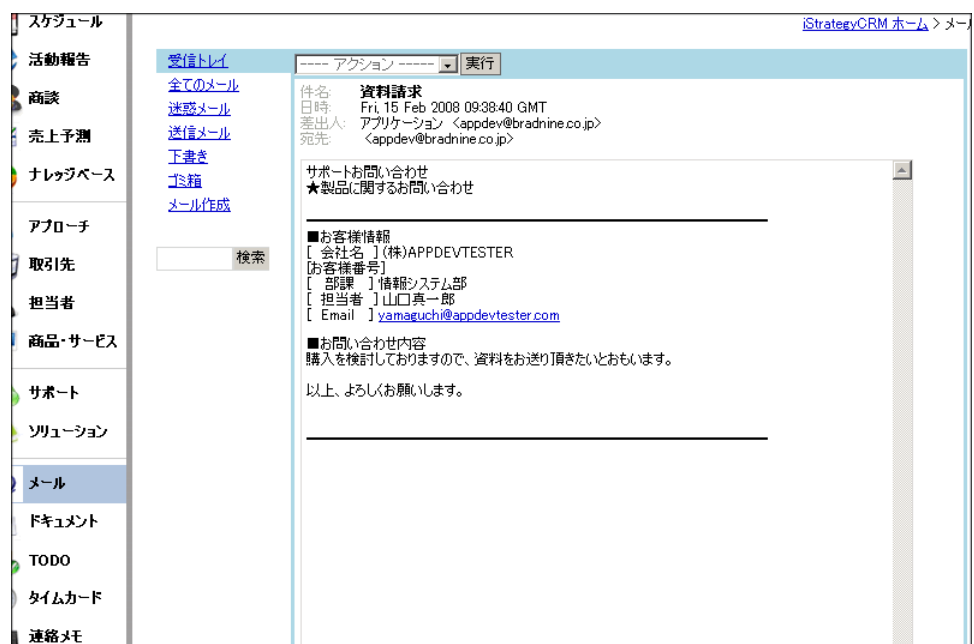 スケジュール
活動報告
商談
売上予測
ナレッジベース
アプローチ
取引先
担当者
商品・サービス
サポート
ソリューション
メール
ドキュメント
TODO
タイムカード
連絡メモ
iStrategyCRM ホーム > メール
受信トレイ
全てのメール
迷惑メール
送信メール
下書き
ゴミ箱
メール作成
検索
---- アクション ----- 実行
件名: 資料請求
日時: Fri, 15 Feb 2008 09:38:40 GMT
差出人: アプリケーション <appdev@bradnine.co.jp>
宛先: <appdev@bradnine.co.jp>
サポートお問い合わせ
★製品に関するお問い合わせ
■お客様情報
[ 会社名 ](株)APPDEVTESTER
[お客様番号]
[ 部課 ]情報システム部
[ 担当者 ]山口真一郎
[ Email ] yamaguchi@appdevtester.com
■お問い合わせ内容
購入を検討しておりますので、資料をお送り頂きたいとおもいます。
以上、よろしくお願いします。